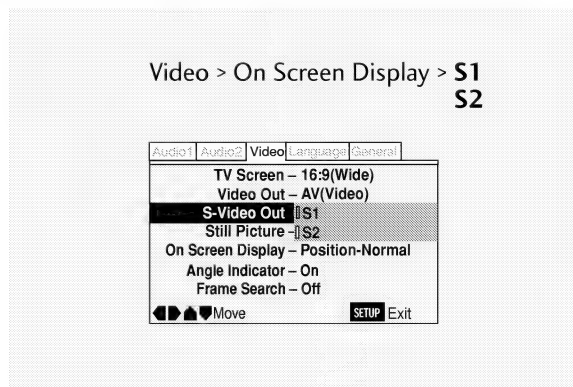 Video > On Screen Display > S1
S2
Audio1 Audio2 Video Language General
TV Screen – 16:9(Wide)
Video Out – AV(Video)
S-Video Out S1
Still Picture – S2
On Screen Display – Position-Normal
Angle Indicator – On
Frame Search – Off
Move SETUP Exit